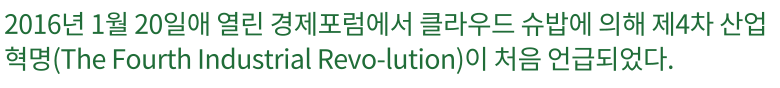 2016년 1월 20일애 열린 경제포럼에서 클라우드 슈밥에 의해 제4차 산업
혁명(The Fourth Industrial Revo-lution)이 처음 언급되었다.